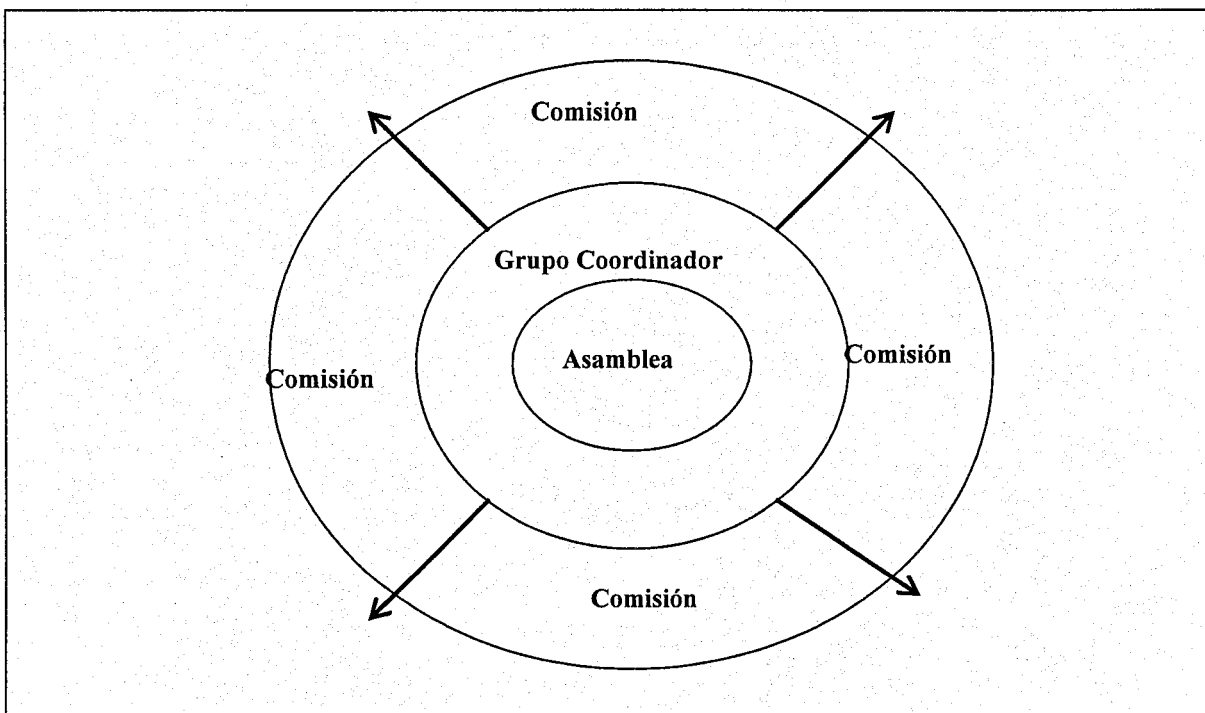 Comisión
Grupo Coordinador
Asamblea
Comisión
Comisión
Comisión